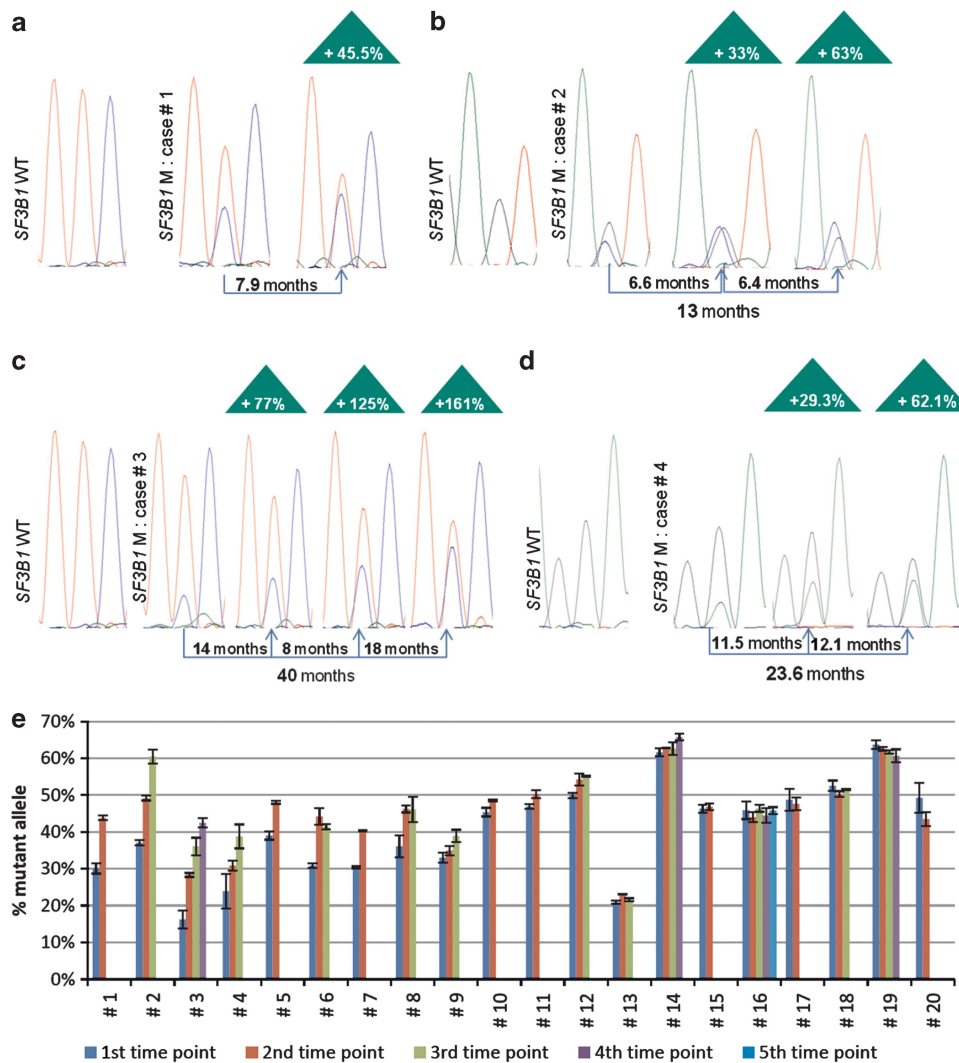 a
+ 45.5%
SF3B1 WT
SF3B1 M : case # 1
7.9 months
b
+ 33%
+ 63%
SF3B1 WT
SF3B1 M : case # 2
6.6 months
6.4 months
13 months
c
+ 77%
+ 125%
+161%
SF3B1 WT
SF3B1 M : case # 3
14 months
8 months
18 months
40 months
d
+29.3%
+ 62.1%
SF3B1 WT
SF3B1 M : case # 4
11.5 months
12.1 months
23.6 months
e
% mutant allele
70%
60%
50%
40%
30%
20%
10%
0%
# 1
# 2
# 3
# 4
# 5
# 6
# 7
# 8
# 9
# 10
# 11
# 12
# 13
# 14
# 15
# 16
# 17
# 18
# 19
# 20
1st time point
2nd time point
3rd time point
4th time point
5th time point